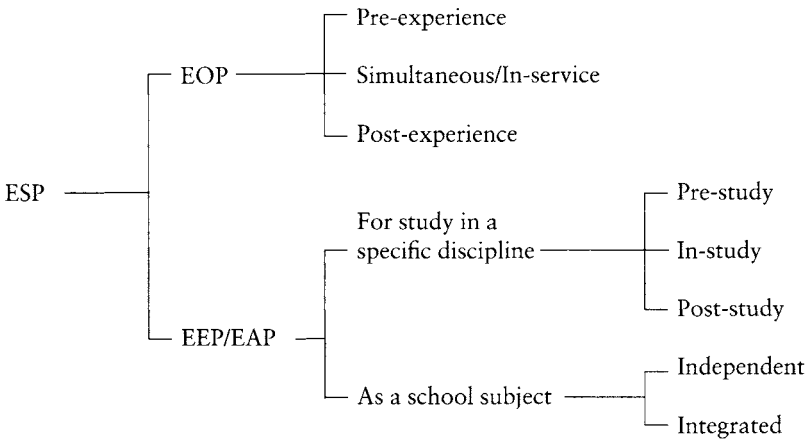 Pre-experience
EOP
Simultaneous/In-service
Post-experience
ESP
Pre-study
For study in a
specific discipline
In-study
Post-study
EEP/EAP
Independent
As a school subject
Integrated